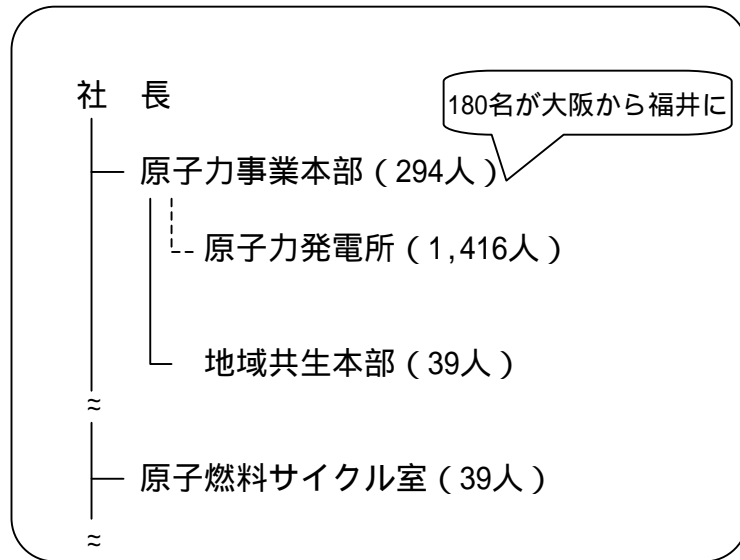 社　長
180名が大阪から福井に
原子力事業本部（294人）
原子力発電所（1,416人）
地域共生本部（39人）
≈
原子燃料サイクル室（39人）
≈